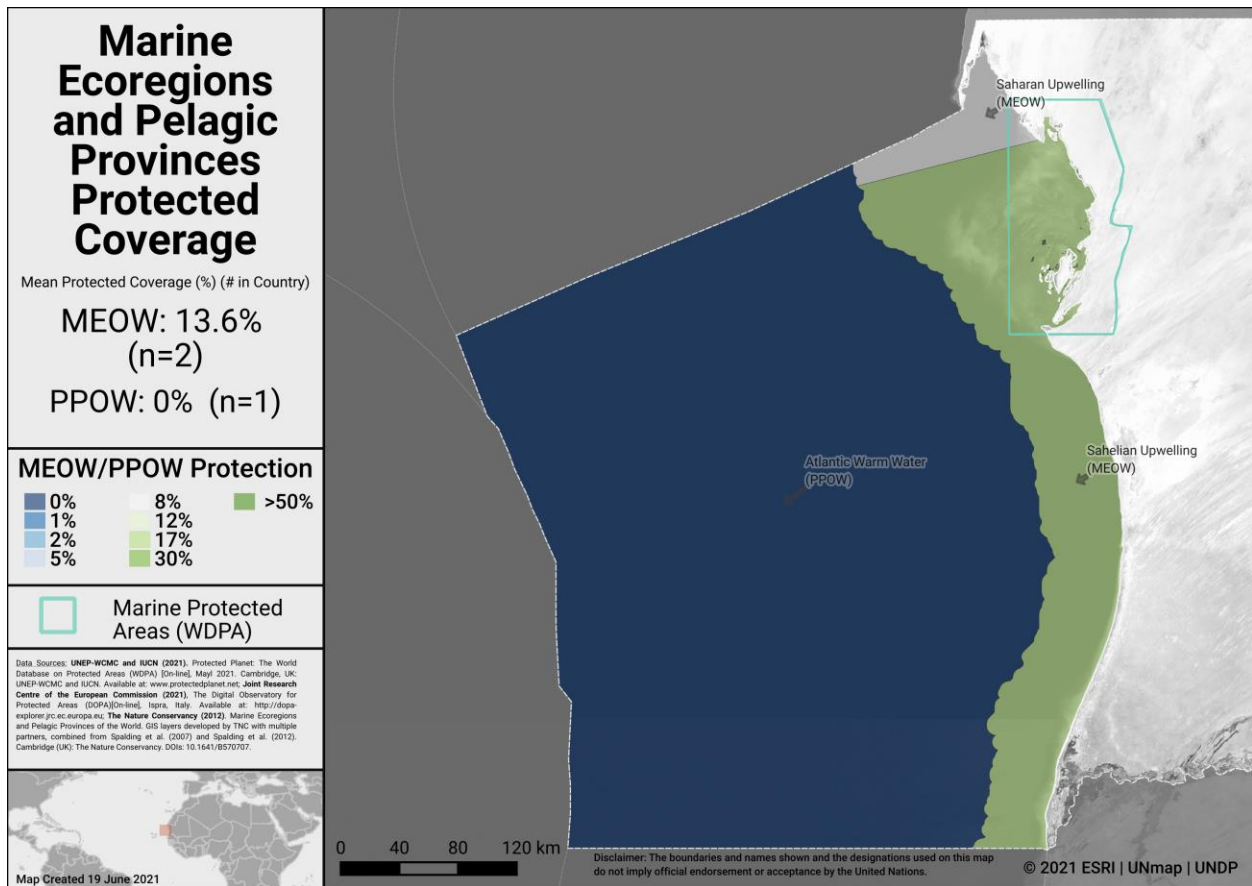 Marine
Ecoregions
and Pelagic
Provinces
Protected
Coverage
Mean Protected Coverage (%) (# in Country)
MEOW: 13.6%
(n=2)
PPOW: 0% (n=1)
MEOW/PPOW Protection
0%
1%
2%
5%
8%
12%
17%
30%
>50%
Marine Protected
Areas (WDPA)
Data Sources: UNEP-WCMC and IUCN (2021). Protected Planet: The World
Database on Protected Areas (WDPA) [On-line], Mayl 2021. Cambridge, UK:
UNEP-WCMC and IUCN. Available at: www.protectedplanet.net; Joint Research
Centre of the European Commission (2021), The Digital Observatory for
Protected Areas (DOPA)[On-line], Ispra, Italy. Available at: http://dopa-
explorer.jrc.ec.europa.eu; The Nature Conservancy (2012). Marine Ecoregions
and Pelagic Provinces of the World. GIS layers developed by TNC with multiple
partners, combined from Spalding et al. (2007) and Spalding et al. (2012).
Cambridge (UK): The Nature Conservancy. DOIs: 10.1641/B570707.
Map Created 19 June 2021
Saharan Upwelling
(MEOW)
Atlantic Warm Water
(PPOW)
Sahelian Upwelling
(MEOW)
0 40 80 120 km
Disclaimer: The boundaries and names shown and the designations used on this map
do not imply official endorsement or acceptance by the United Nations.
© 2021 ESRI | UNmap | UNDP